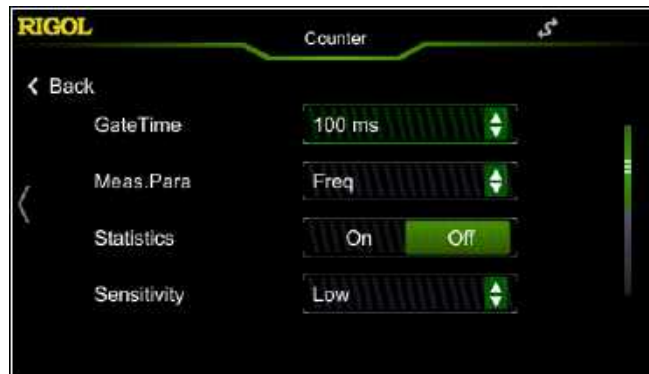 RIGOL
Counter
Back
GateTime 100 ms
Meas.Para Freq
Statistics On Off
Sensitivity Low